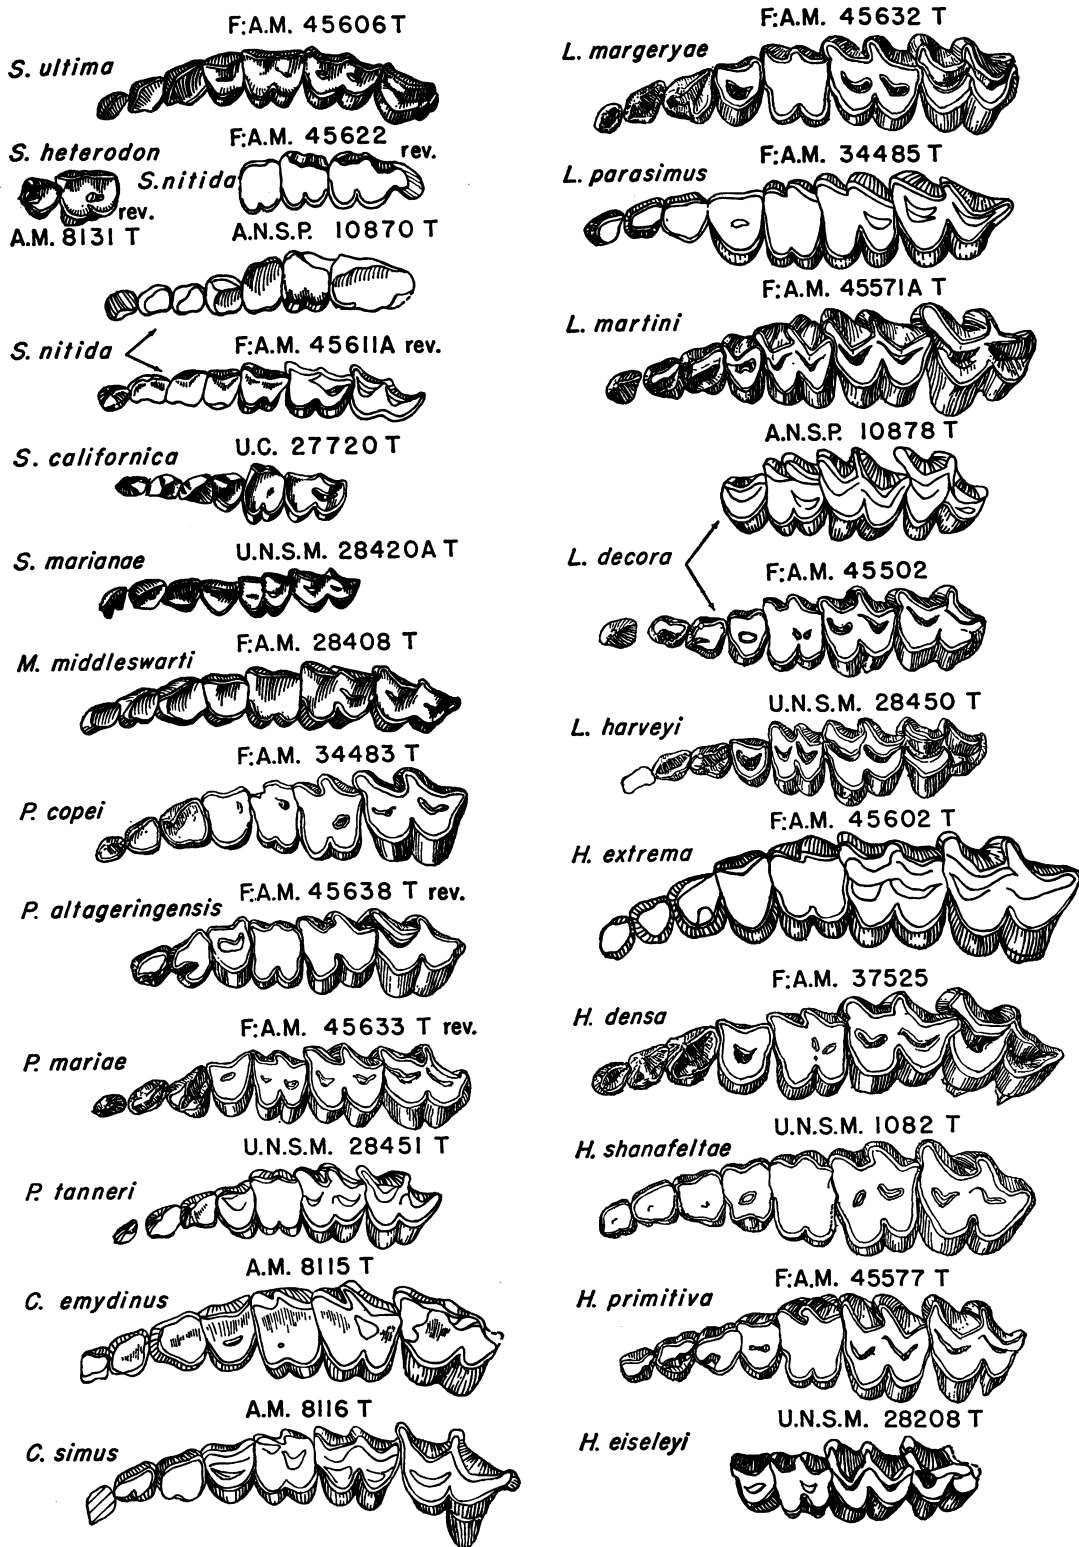 F:A.M. 45606 T
S. ultima
F:A.M. 45622
rev.
S. heterodon
S. nitida
rev.
A.M. 8131 T
A.N.S.P. 10870 T
S. nitida
F:A.M. 45611A rev.
S. californica
U.C. 27720 T
S. marianae
U.N.S.M. 28420A T
M. middleswarti
F:A.M. 28408 T
F:A.M. 34483 T
P. copei
F:A.M. 45638 T rev.
P. altageringensis
F:A.M. 45633 T rev.
P. mariae
U.N.S.M. 28451 T
P. tanneri
A.M. 8115 T
C. emydinus
A.M. 8116 T
C. simus
F:A.M. 45632 T
L. margeryae
F:A.M. 34485 T
L. parasimus
F:A.M. 45571A T
L. martini
A.N.S.P. 10878 T
L. decora
F:A.M. 45502
U.N.S.M. 28450 T
L. harveyi
F:A.M. 45602 T
H. extrema
F:A.M. 37525
H. densa
U.N.S.M. 1082 T
H. shanafeltae
F:A.M. 45577 T
H. primitiva
U.N.S.M. 28208 T
H. eiseleyi